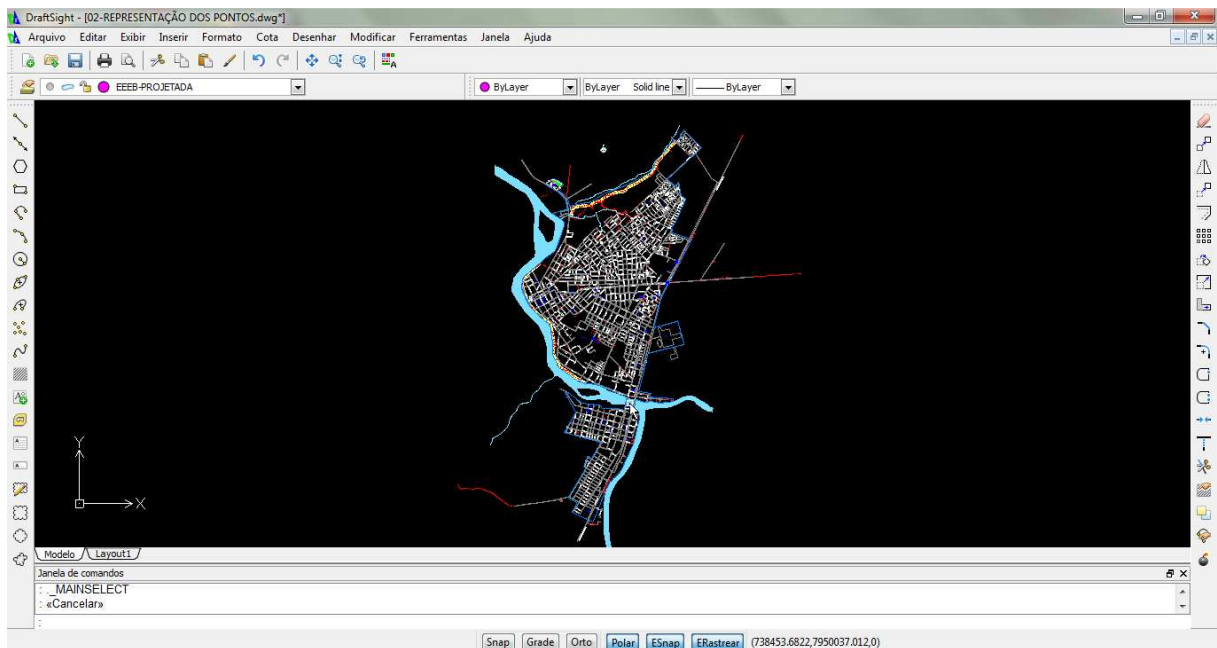 DraftSight - [02-REPRESENTAÇÃO DOS PONTOS.dwg*]
Arquivo Editar Exibir Inserir Formato Cota Desenhar Modificar Ferramentas Janela Ajuda
EEEB-PROJETADA ByLayer ByLayer Solid line ByLayer
Y
X
Modelo Layout1
Janela de comandos
: ._MAINSELECT
: «Cancelar»
:
Snap Grade Orto Polar ESnap ERastrear (738453.6822,7950037.012,0)